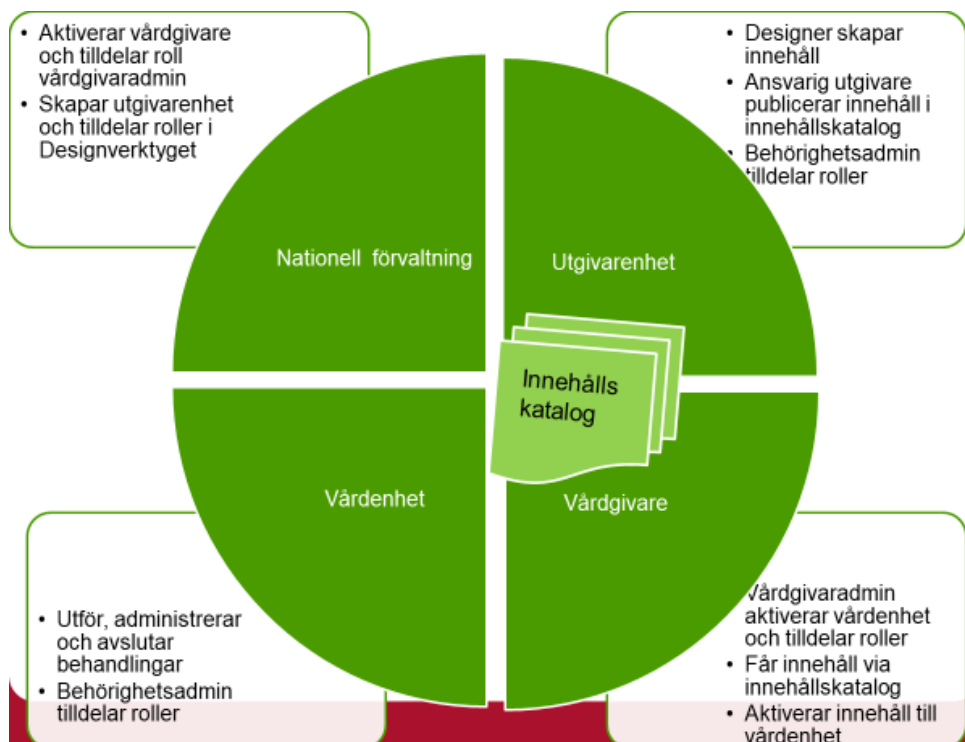 • Aktiverar vårdgivare
och tilldelar roll
vårdgivaradmin
• Skapar utgivarenhet
och tilldelar roller i
Designverktyget
• Designer skapar
innehåll
• Ansvarig utgivare
publicerar innehåll i
innehållskatalog
• Behörighetsadmin
tilldelar roller
Nationell förvaltning
Utgivarenhet
Innehålls
katalog
Vårdenhet
Vårdgivare
• Utför, administrerar
och avslutar
behandlingar
• Behörighetsadmin
tilldelar roller
• Vårdgivaradmin
aktiverar vårdenhet
och tilldelar roller
• Får innehåll via
innehållskatalog
• Aktiverar innehåll till
vårdenhet